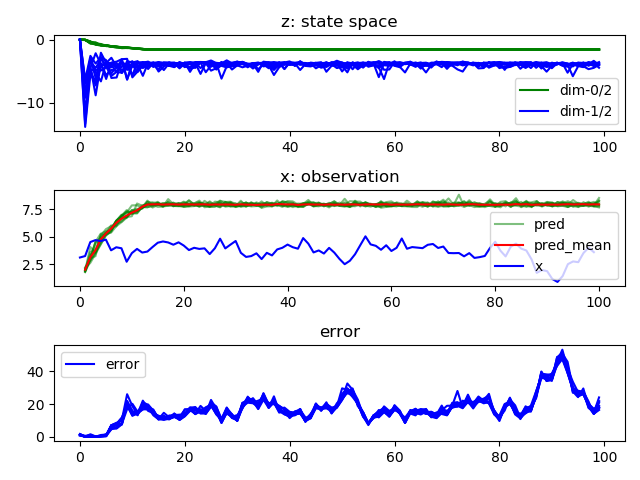 z: state space
0
−10
dim-0/2
dim-1/2
0 20 40 60 80 100
x: observation
7.5
5.0
2.5
pred
pred_mean
x
0 20 40 60 80 100
error
40
20
0
error
0 20 40 60 80 100